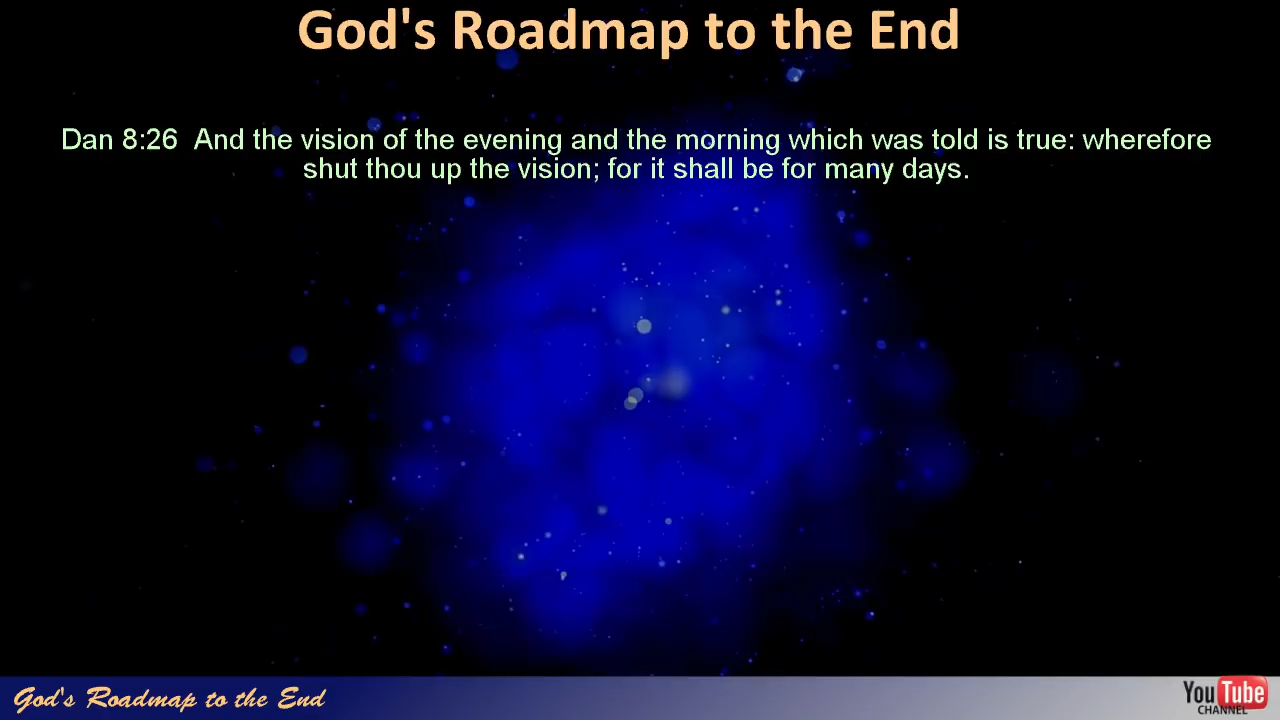 God's Roadmap to the End
Dan 8:26  And the vision of the evening and the morning which was told is true: wherefore
shut thou up the vision; for it shall be for many days.
God's Roadmap to the End
YouTube
CHANNEL